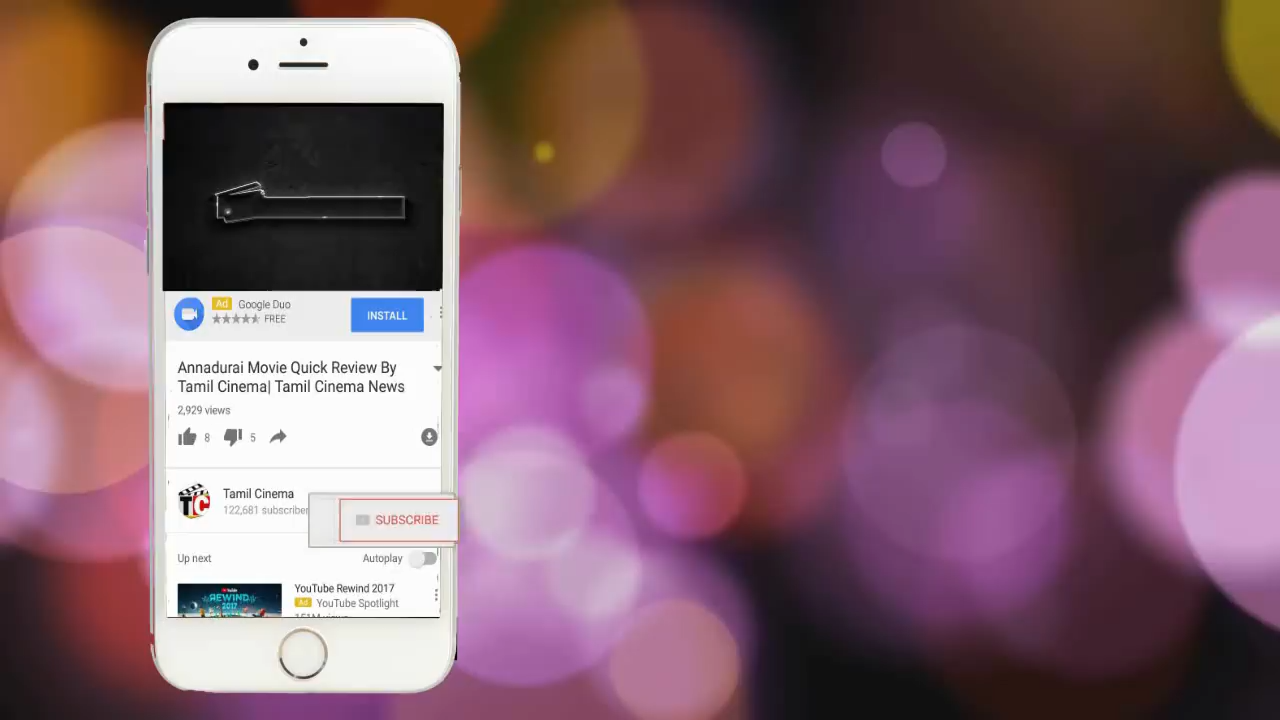 Ad Google Duo
FREE
INSTALL
Annadurai Movie Quick Review By
Tamil Cinema| Tamil Cinema News
2,929 views
8 5
TC
Tamil Cinema
122,681 subscriber
SUBSCRIBE
Up next Autoplay
REWIND
2017
YouTube Rewind 2017
Ad YouTube Spotlight